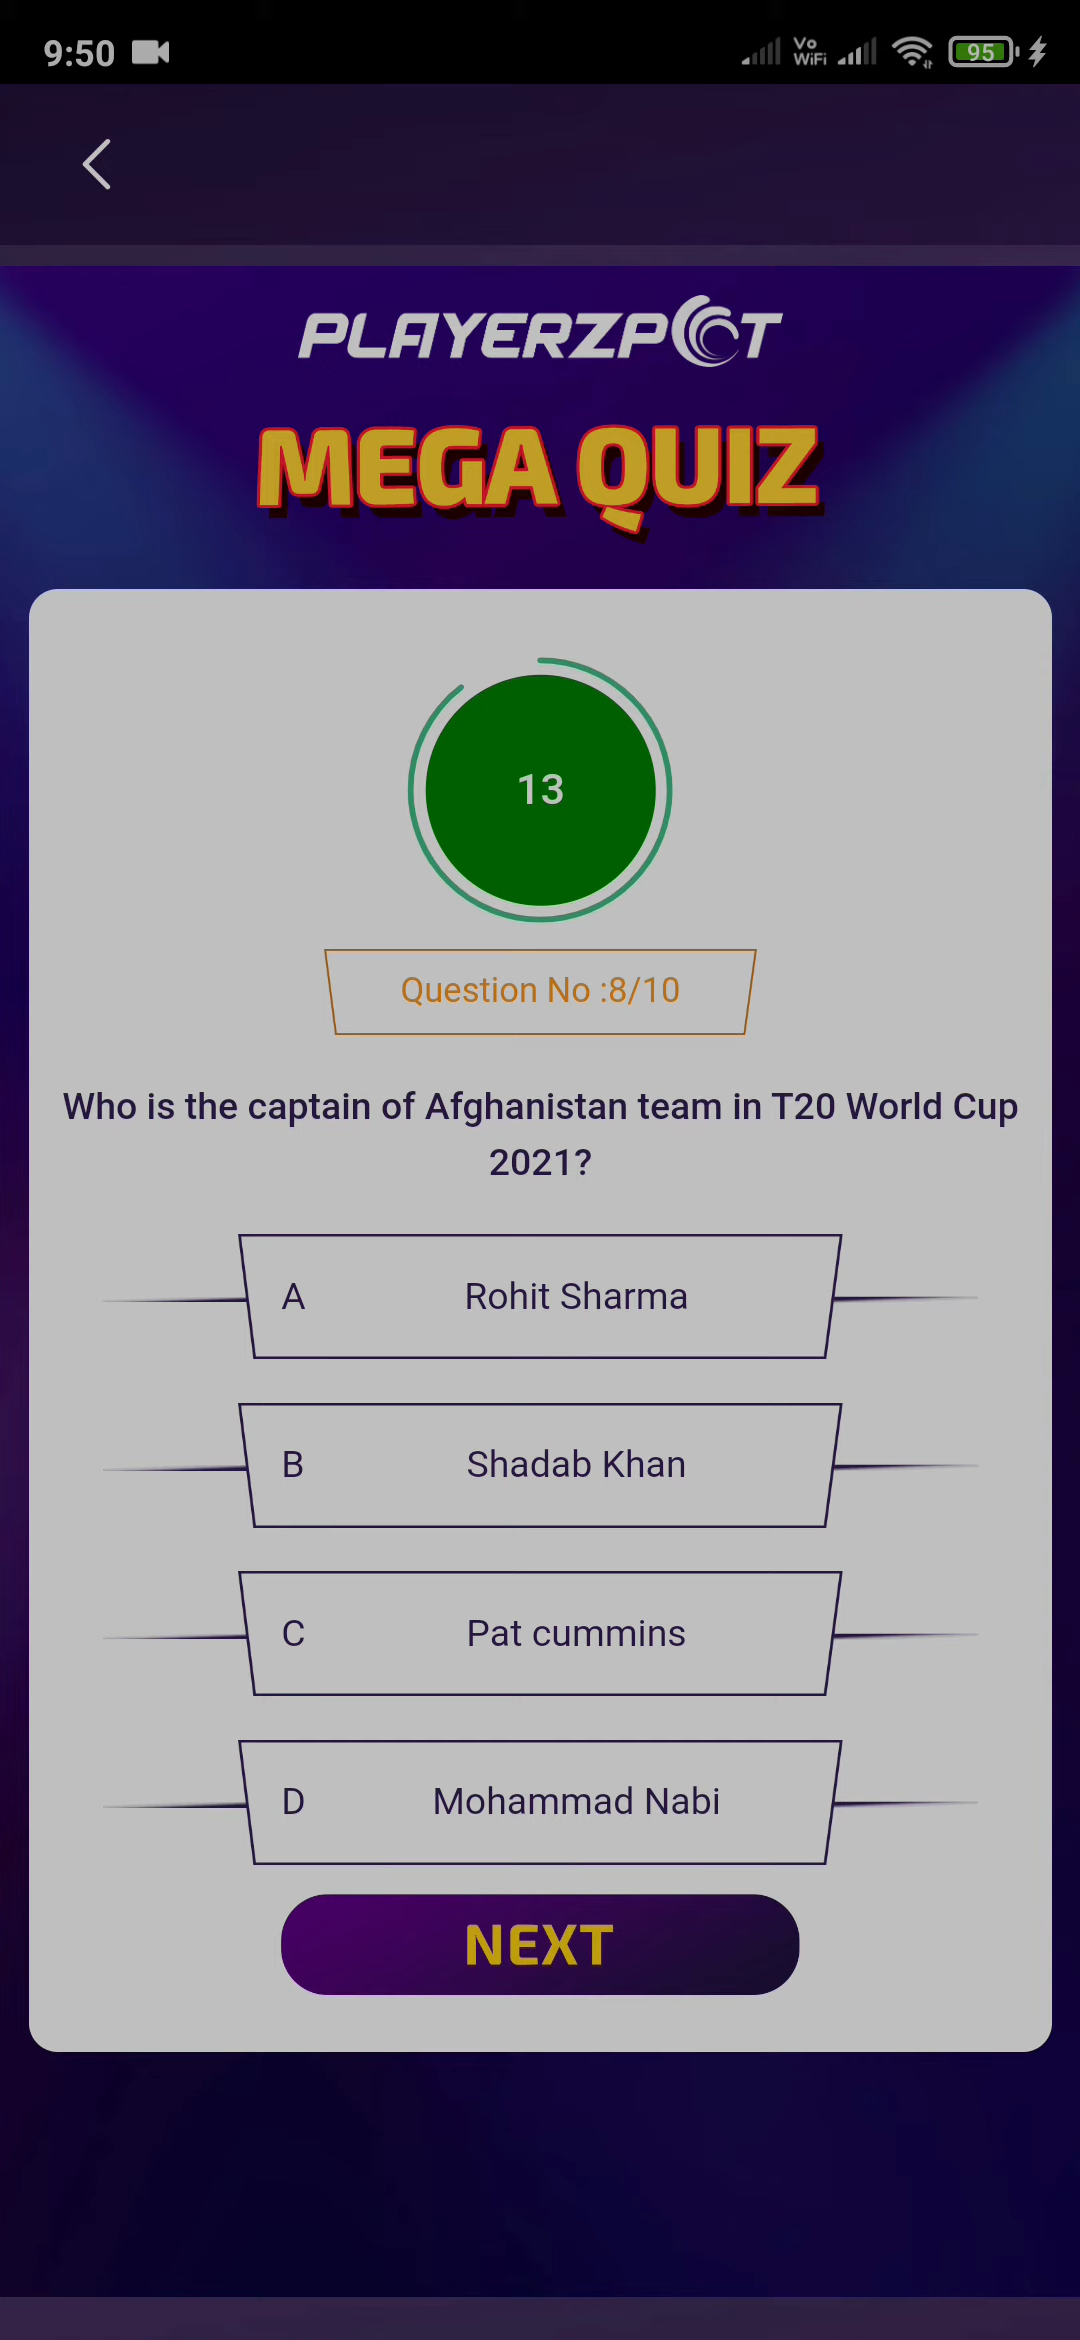 9:50
Vo
WiFi
95
PLAYERZPOT
MEGA QUIZ
13
Question No :8/10
Who is the captain of Afghanistan team in T20 World Cup
2021?
A Rohit Sharma
B Shadab Khan
C Pat cummins
D Mohammad Nabi
NEXT